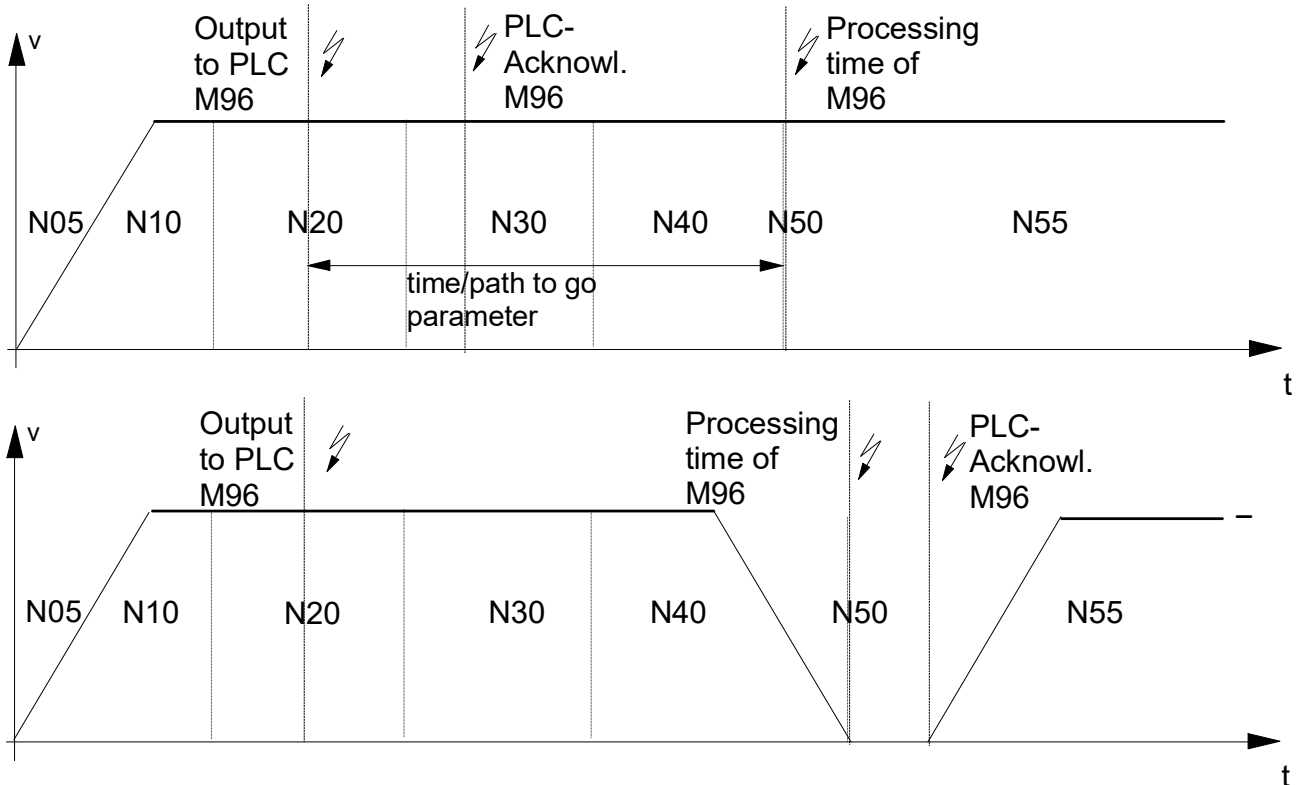 Output
to PLC
M96
PLC-
Acknowl.
M96
Processing
time of
M96
v
N05
N10
N20
N30
N40
N50
N55
time/path to go
parameter
t
Output
to PLC
M96
Processing
time of
M96
PLC-
Acknowl.
M96
v
N05
N10
N20
N30
N40
N50
N55
t